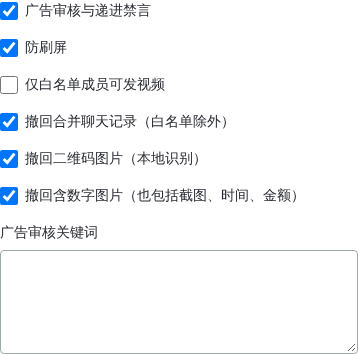 广告审核与递进禁言
防刷屏
仅白名单成员可发视频
撤回合并聊天记录（白名单除外）
撤回二维码图片（本地识别）
撤回含数字图片（也包括截图、时间、金额）
广告审核关键词